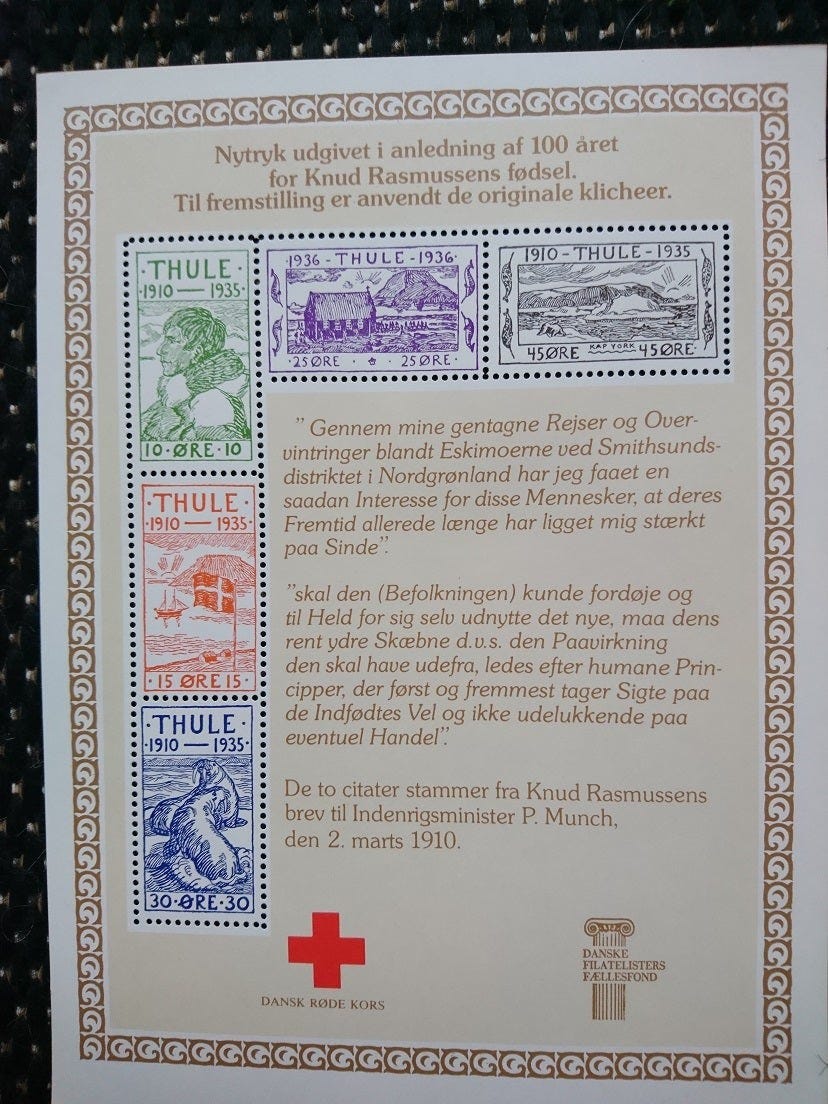 Nytryk udgivet i anledning af 100 året
for Knud Rasmussens fødsel.
Til fremstilling er anvendt de originale klicheer.
·THULE·
·1910 — 1935·
10·ØRE·10
1936 - THULE - 1936·
·25ØRE· ·25ØRE·
1910 - THULE - 1935
45ØRE KAP YORK 45ØRE·
·THULE·
·1910 — 1935·
·15 ØRE 15·
·THULE·
·1910 — 1935·
30·ØRE·30
" Gennem mine gentagne Rejser og Over-
vintringer blandt Eskimoerne ved Smithsunds-
distriktet i Nordgrønland har jeg faaet en
saadan Interesse for disse Mennesker, at deres
Fremtid allerede længe har ligget mig stærkt
paa Sinde".
"skal den (Befolkningen) kunde fordøje og
til Held for sig selv udnytte det nye, maa dens
rent ydre Skæbne d.v.s. den Paavirkning
den skal have udefra, ledes efter humane Prin-
cipper, der først og fremmest tager Sigte paa
de Indfødtes Vel og ikke udelukkende paa
eventuel Handel".
De to citater stammer fra Knud Rasmussens
brev til Indenrigsminister P. Munch,
den 2. marts 1910.
DANSK RØDE KORS
DANSKE
FILATELISTERS
FÆLLESFOND